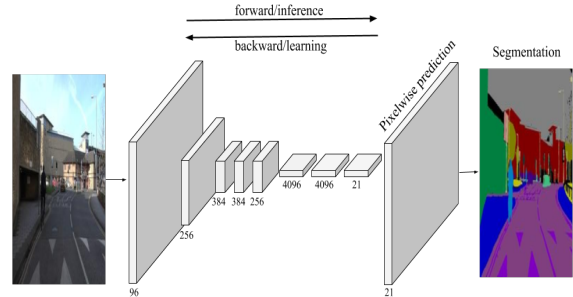 forward/inference
backward/learning
Pixelwise prediction
Segmentation
96
256
384
384
256
4096
4096
21
21